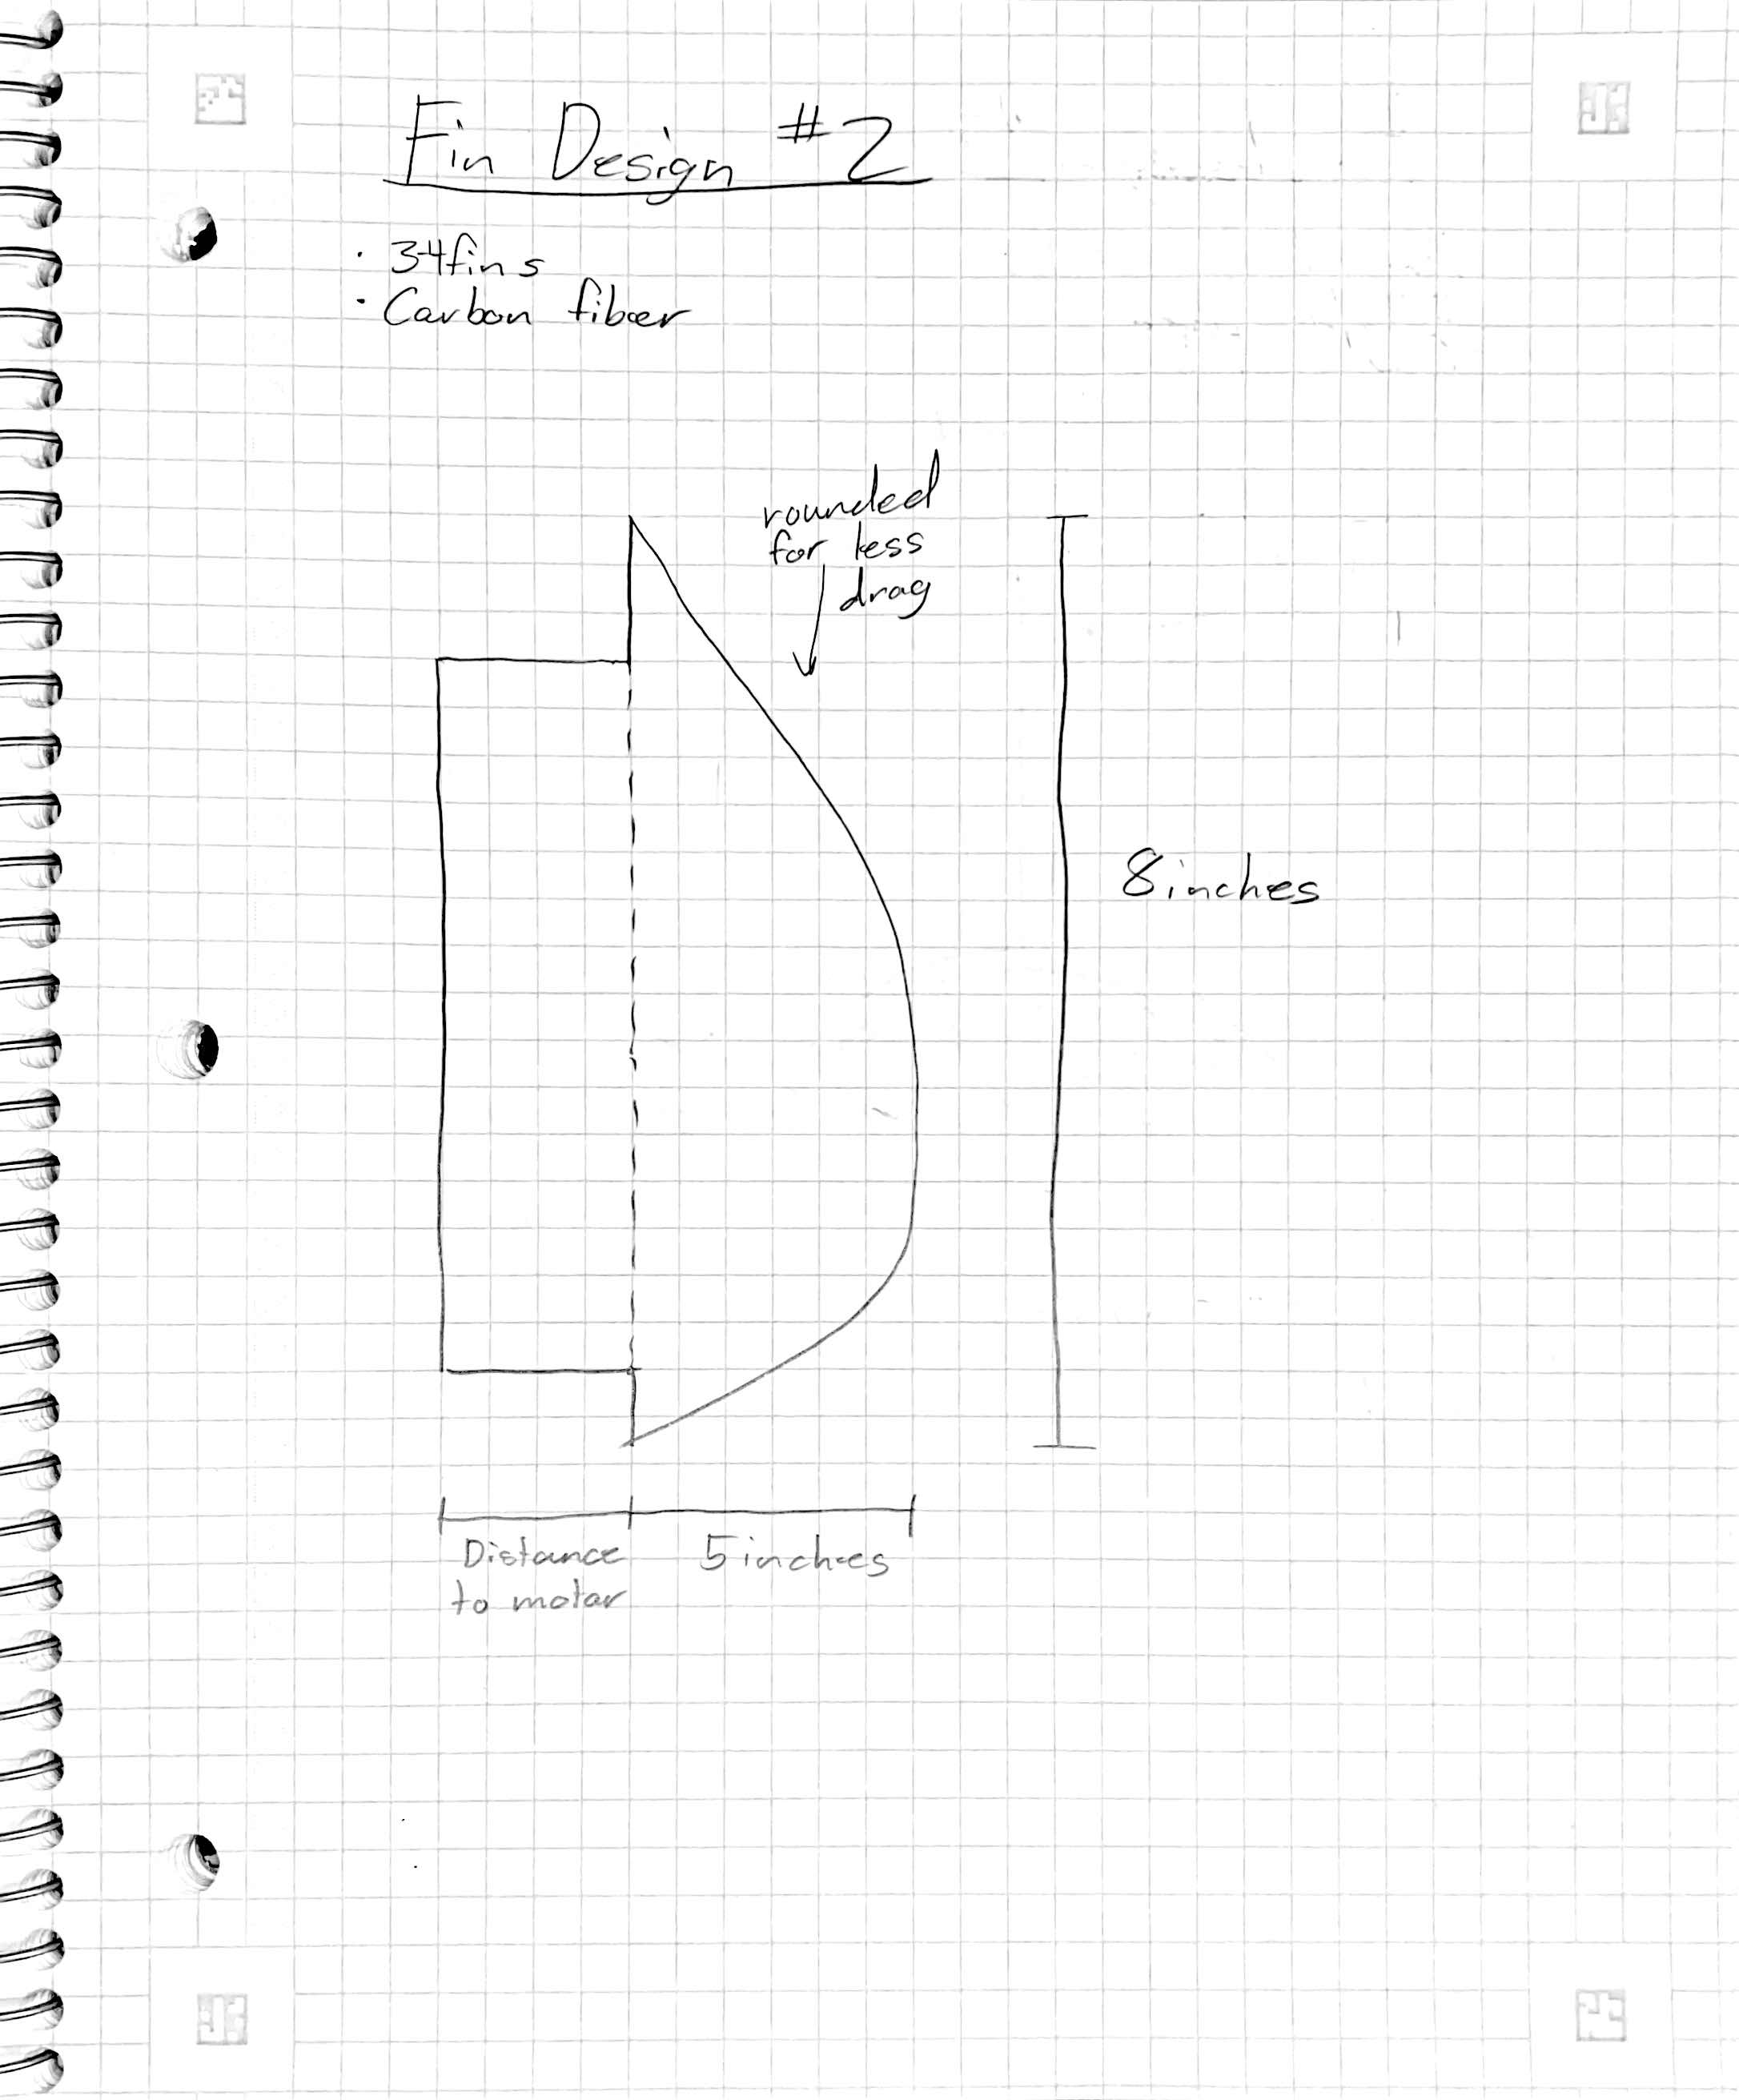 Fin Design #2
· 3-4 fins
· Carbon fiber
rounded
for less
drag
8 inches
Distance
to motor
5 inches